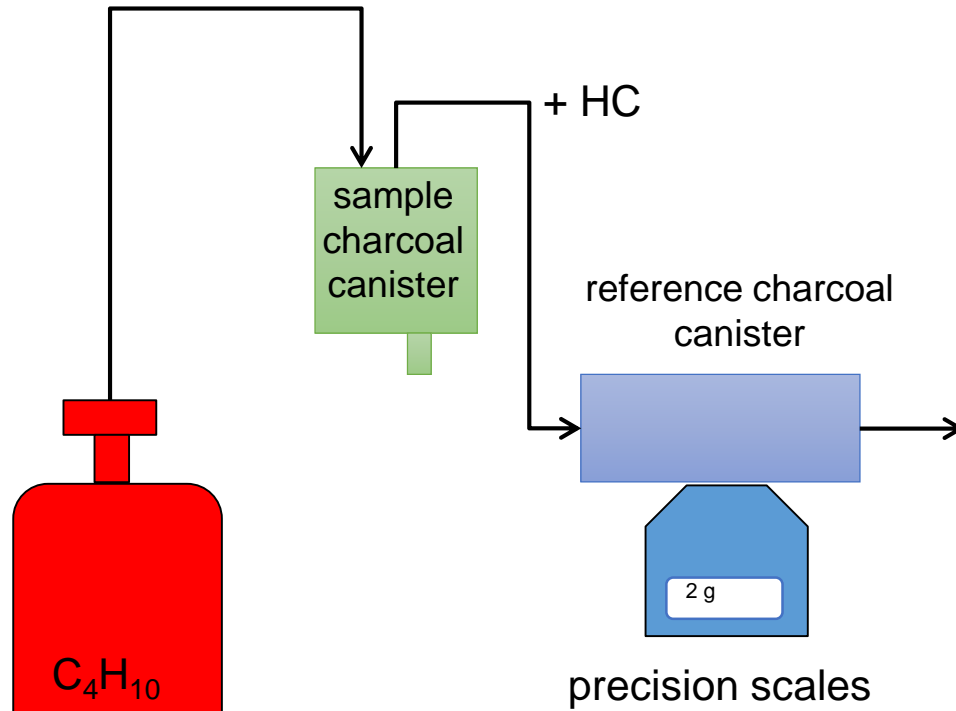 + HC
sample
charcoal
canister
reference charcoal
canister
2 g
C₄H₁₀
precision scales